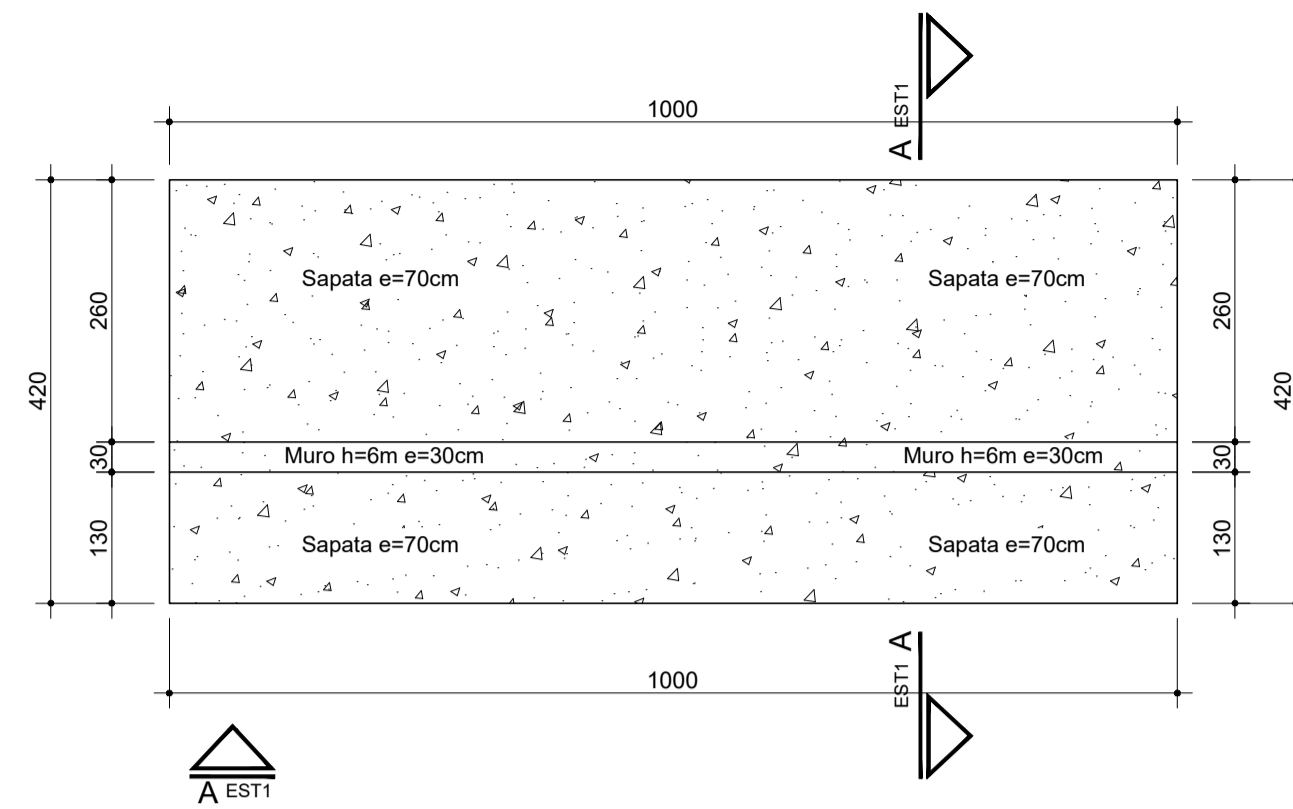 A EST1
1000
Sapata e=70cm Sapata e=70cm
260 260
420 420
Muro h=6m e=30cm Muro h=6m e=30cm
30 30
Sapata e=70cm Sapata e=70cm
130 130
1000
EST1 A
A EST1